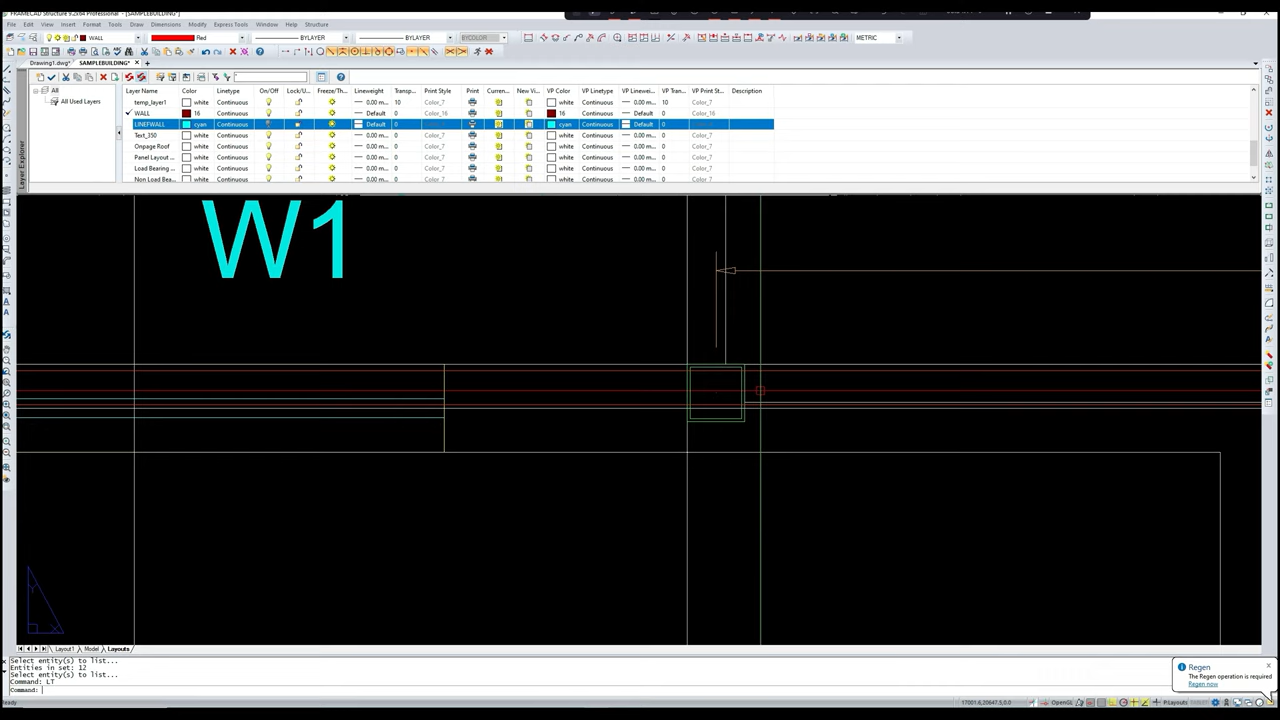 FRAMECAD Structure 9.2x64 Professional - [SAMPLEBUILDING*]
File Edit View Insert Format Tools Draw Dimensions Modify Express Tools Window Help Structure
WALL Red BYLAYER BYLAYER BYCOLOR METRIC
Drawing1.dwg* SAMPLEBUILDING*
Layer Explorer
All
All Used Layers
Layer Name Color Linetype On/Off Lock/U... Freeze/Th... Lineweight Transp... Print Style Print Curren... New Vi... VP Color VP Linetype VP Linewei... VP Tran... VP Print St... Description
temp_layer1 white Continuous 0.00 m... 10 Color_7 white Continuous 0.00 m... 10 Color_7
WALL 16 Continuous Default 0 Color_16 16 Continuous Default 0 Color_16
LINEFWALL cyan Continuous Default 0 cyan Continuous Default 0
Text_350 white Continuous 0.00 m... 0 Color_7 white Continuous 0.00 m... 0 Color_7
Onpage Roof white Continuous 0.00 m... 0 Color_7 white Continuous 0.00 m... 0 Color_7
Panel Layout ... white Continuous 0.00 m... 0 Color_7 white Continuous 0.00 m... 0 Color_7
Load Bearing ... white Continuous 0.00 m... 0 Color_7 white Continuous 0.00 m... 0 Color_7
Non Load Bea... white Continuous 0.00 m... 0 Color_7 white Continuous 0.00 m... 0 Color_7
W1
Y
X
Layout1 Model Layouts
Select entity(s) to list...
Entities in set: 12
Select entity(s) to list...
Command: LT
Command:
Regen
The Regen operation is required
Regen now
Ready
17001.6,20647.5,0.0 OpenGL P:Layouts